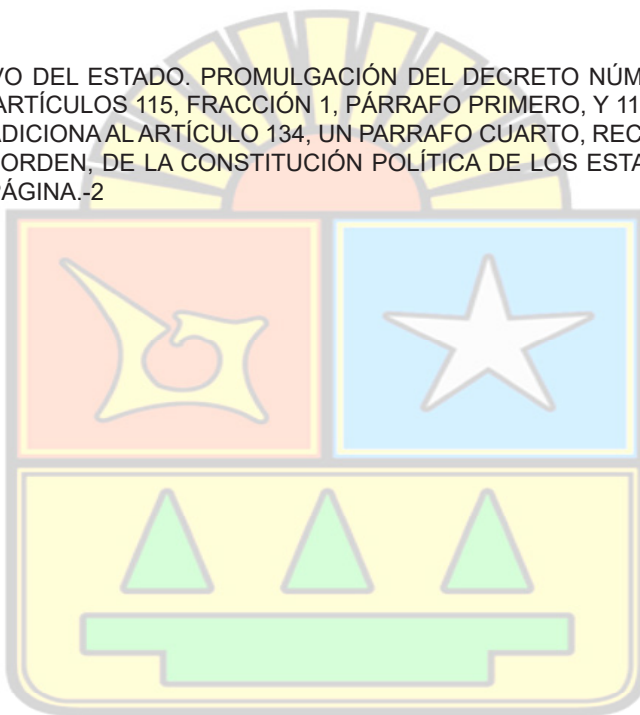 VO DEL ESTADO. PROMULGACIÓN DEL DECRETO NÚM
ARTÍCULOS 115, FRACCIÓN 1, PÁRRAFO PRIMERO, Y 11
ADICIONA AL ARTÍCULO 134, UN PARRAFO CUARTO, REC
ORDEN, DE LA CONSTITUCIÓN POLÍTICA DE LOS ESTA
PÁGINA.-2